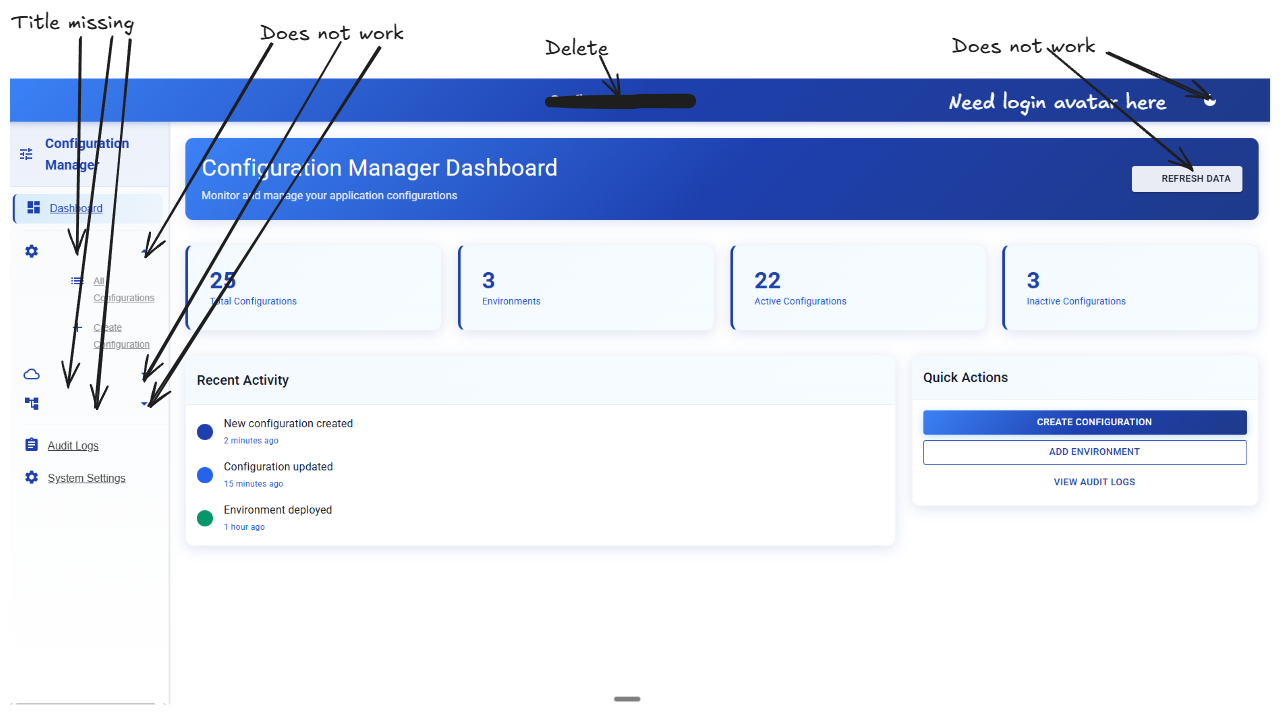 Title missing
Does not work
Delete
Does not work
Need login avatar here
Configuration
Manager
Configuration Manager Dashboard
Monitor and manage your application configurations
REFRESH DATA
Dashboard
All
Configurations
Create
Configuration
Audit Logs
System Settings
25
Total Configurations
3
Environments
22
Active Configurations
3
Inactive Configurations
Recent Activity
New configuration created
2 minutes ago
Configuration updated
15 minutes ago
Environment deployed
1 hour ago
Quick Actions
CREATE CONFIGURATION
ADD ENVIRONMENT
VIEW AUDIT LOGS